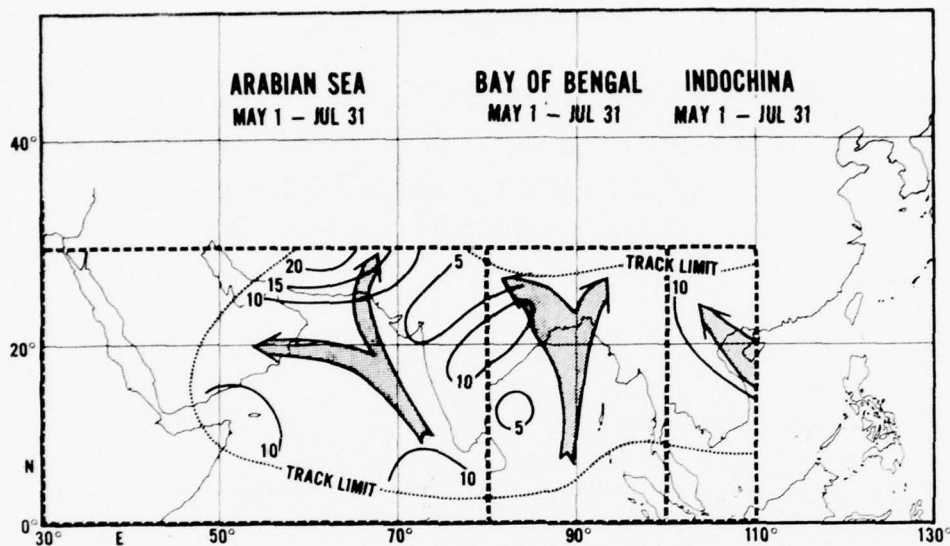 ARABIAN SEA
MAY 1 – JUL 31
BAY OF BENGAL
MAY 1 – JUL 31
INDOCHINA
MAY 1 – JUL 31
40°
20
15
10
5
TRACK LIMIT
10
20°
10
5
10
10
N
TRACK LIMIT
0°
30°
E
50°
70°
90°
110°
130°